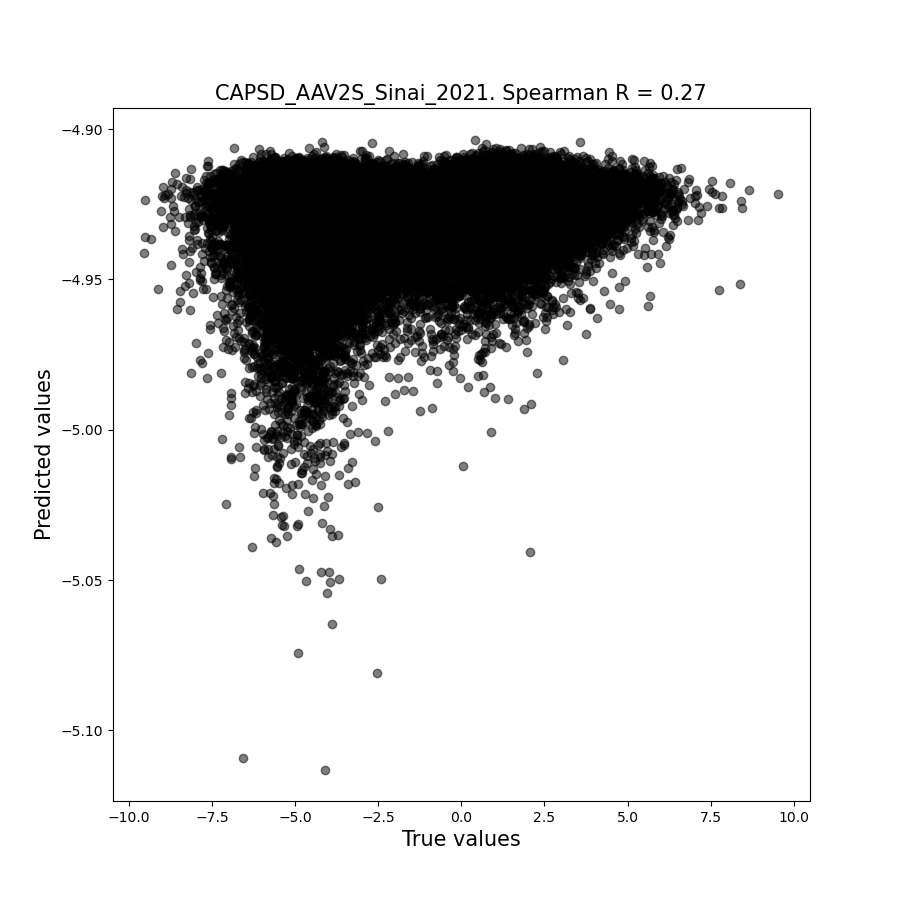 CAPSD_AAV2S_Sinai_2021. Spearman R = 0.27
−4.90
−4.95
−5.00
−5.05
−5.10
Predicted values
−10.0 −7.5 −5.0 −2.5 0.0 2.5 5.0 7.5 10.0
True values